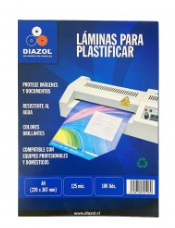 DIAZOL
LÁMINAS PARA
PLASTIFICAR
PROTEGE IMÁGENES
Y DOCUMENTOS
RESISTENTE AL
AGUA
COLORES
BRILLANTES
COMPATIBLE CON
EQUIPOS PROFESIONALES
Y DOMÉSTICOS
A4
125 mic.
100 Uds.
www.diazol.cl